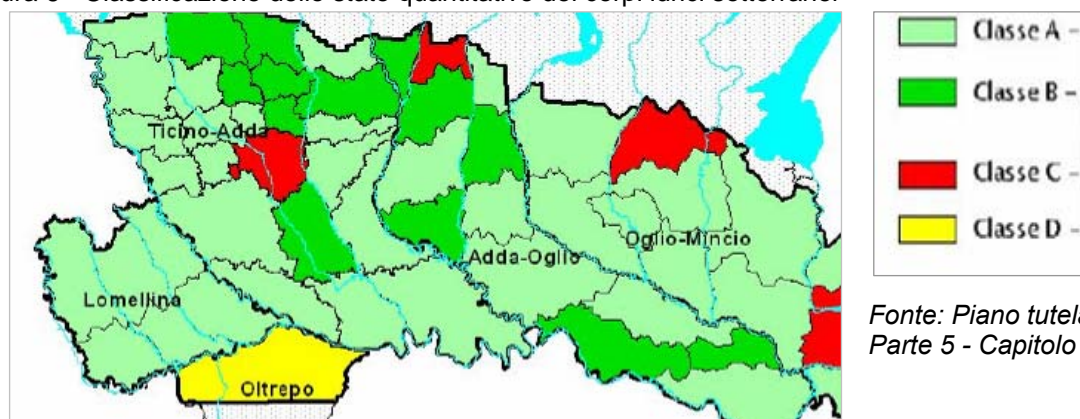 Classificazione dello stato quantitativo dei corpi idrici sotterranei
Classe A –
Classe B –
Classe C –
Classe D –
Ticino-Adda
Adda-Oglio
Oglio-Mincio
Lomellina
Oltrepo
Fonte: Piano tutela
Parte 5 - Capitolo